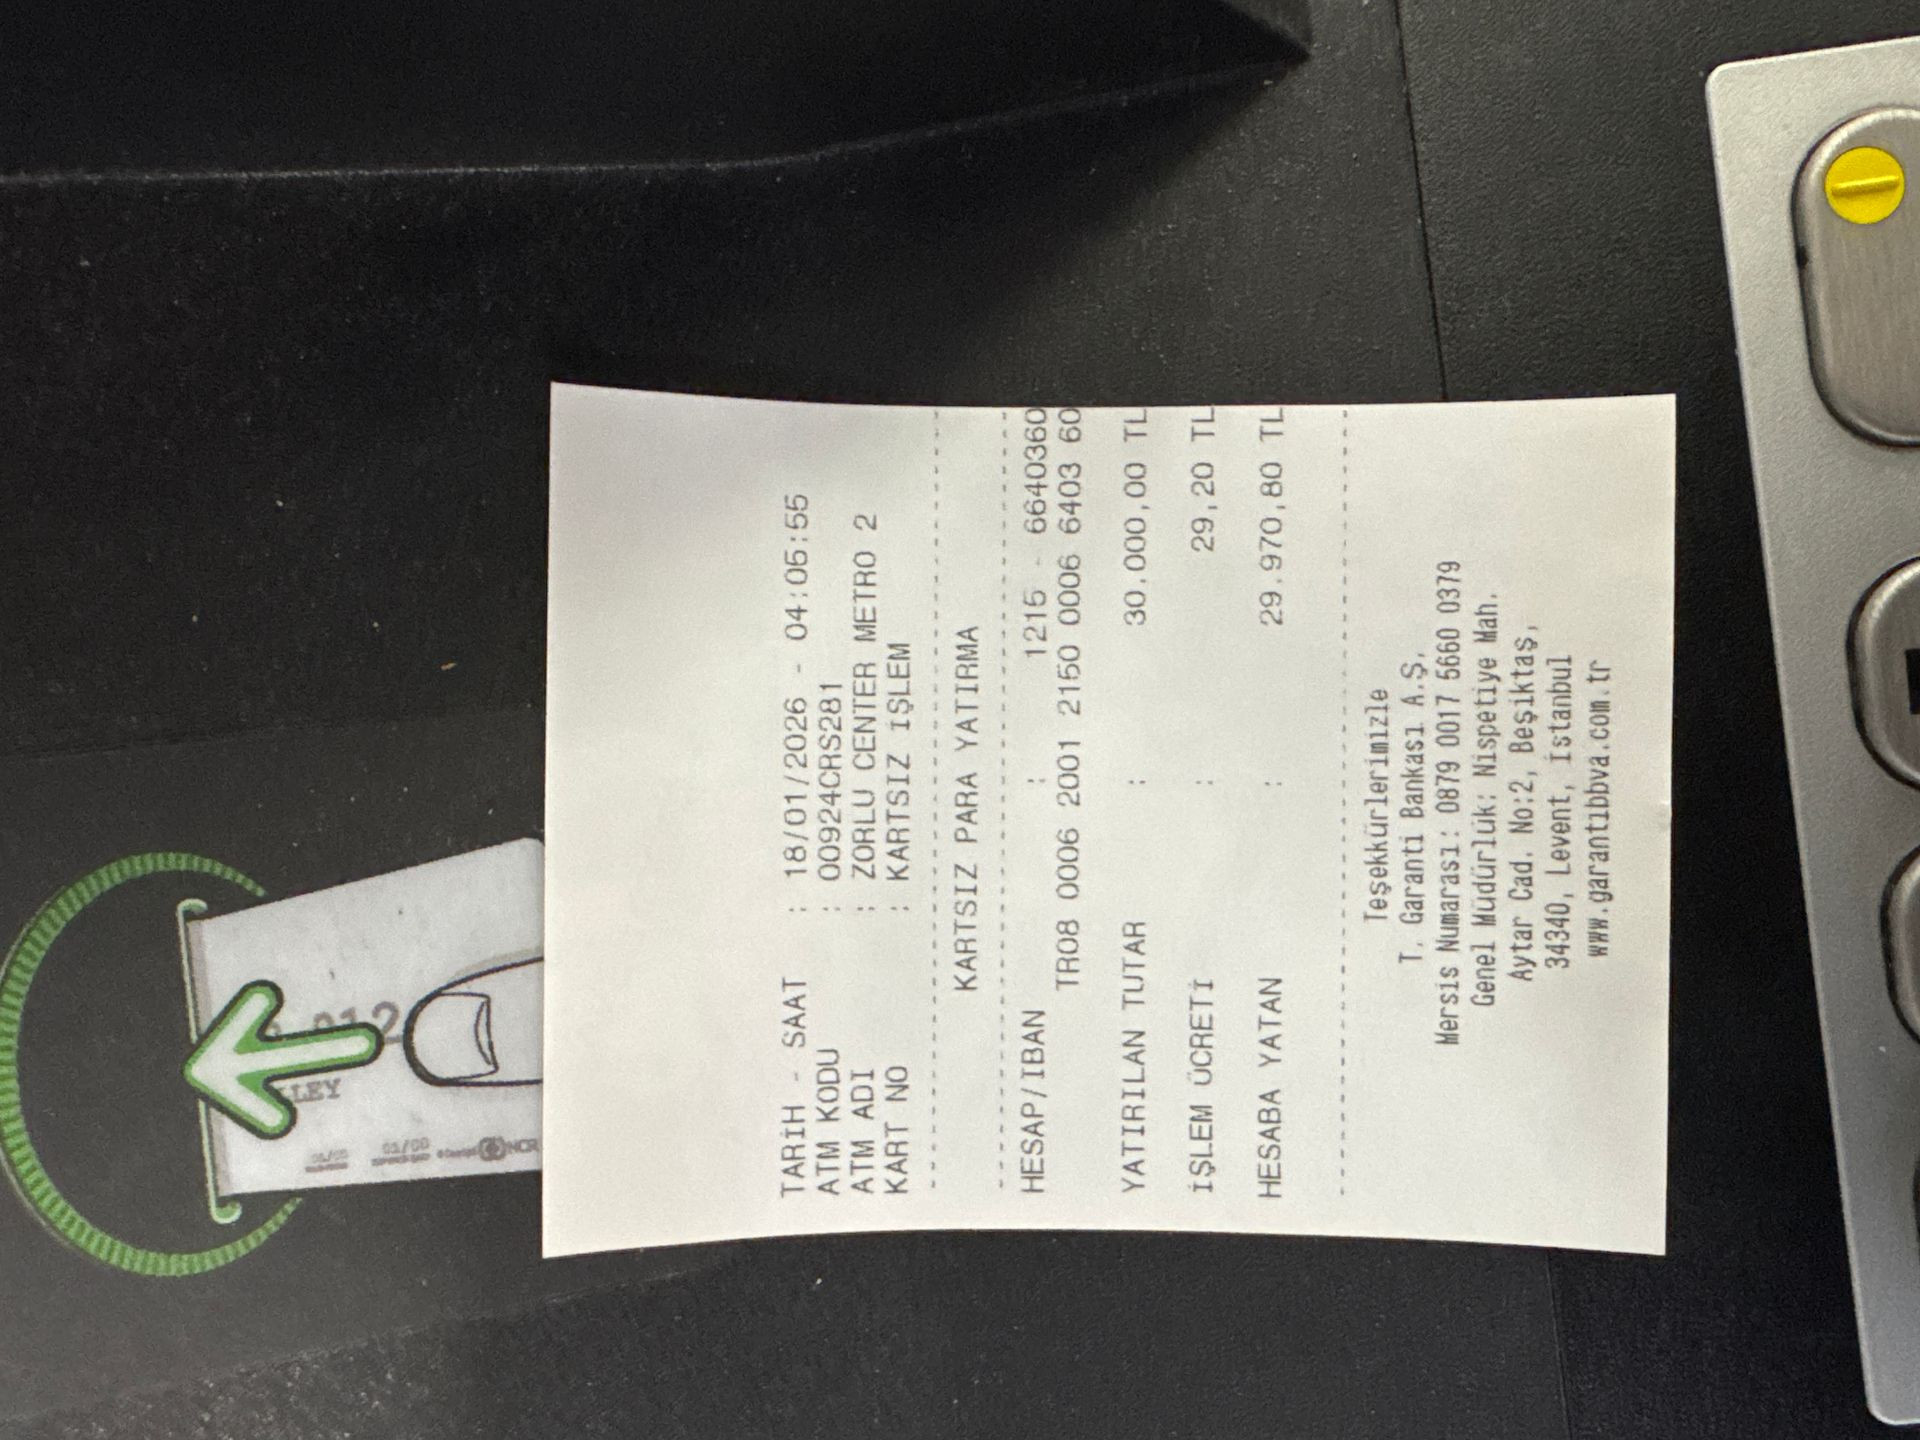 TARİH - SAAT : 18/01/2026 - 04:05:55
ATM KODU : 00924CRS281
ATM ADI : ZORLU CENTER METRO 2
KART NO : KARTSIZ İŞLEM
KARTSIZ PARA YATIRMA
HESAP/IBAN : 1215 - 6640360
TR08 0006 2001 2150 0006 6403 60
YATIRILAN TUTAR : 30.000,00 TL
İŞLEM ÜCRETİ : 29,20 TL
HESABA YATAN : 29.970,80 TL
Teşekkürlerimizle
T. Garanti Bankası A.Ş.
Mersis Numarası: 0879 0017 5660 0379
Genel Müdürlük: Nispetiye Mah.
Aytar Cad. No:2, Beşiktaş,
34340, Levent, İstanbul
www.garantibbva.com.tr
012
LLEY
NCR